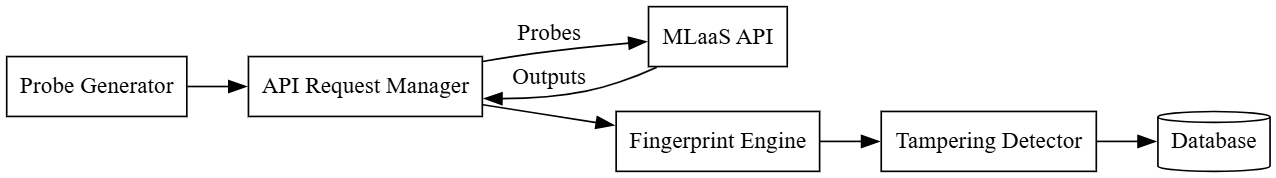 Probe Generator
API Request Manager
Probes
Outputs
MLaaS API
Fingerprint Engine
Tampering Detector
Database